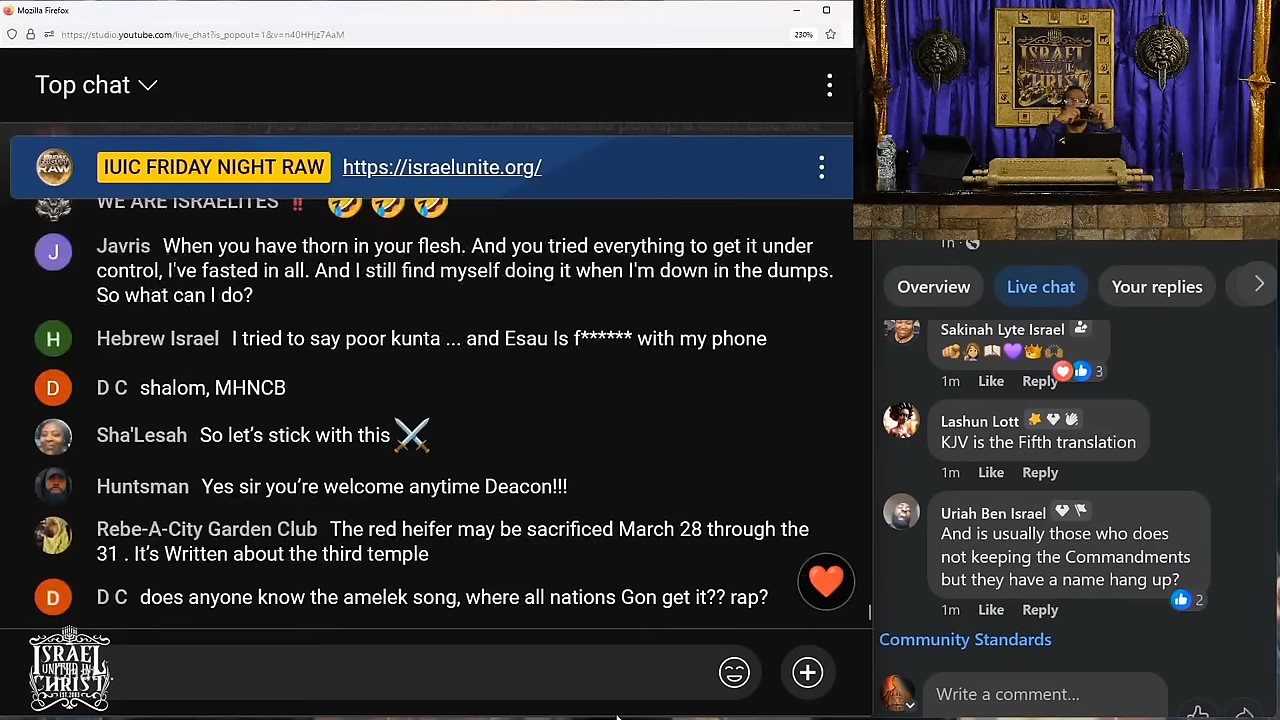 Mozilla Firefox
https://studio.youtube.com/live_chat?is_popout=1&v=n40HHjz7AaM
230%
Top chat
IUIC FRIDAY NIGHT RAW https://israelunite.org/
WE ARE ISRAELITES ‼️ 🤣🤣🤣
J
Javris When you have thorn in your flesh. And you tried everything to get it under
control, I've fasted in all. And I still find myself doing it when I'm down in the dumps.
So what can I do?
H
Hebrew Israel I tried to say poor kunta ... and Esau Is f****** with my phone
D
D C shalom, MHNCB
Sha'Lesah So let's stick with this ⚔️
Huntsman Yes sir you're welcome anytime Deacon!!!
Rebe-A-City Garden Club The red heifer may be sacrificed March 28 through the
31 . It's Written about the third temple
D
D C does anyone know the amelek song, where all nations Gon get it?? rap?
ISRAEL
UNITED IN
CHRIST
EST. 2003
ISRAEL
UNITED IN
CHRIST
1h
Overview
Live chat
Your replies
Sakinah Lyte Israel
1m Like Reply
3
Lashun Lott
KJV is the Fifth translation
1m Like Reply
Uriah Ben Israel
And is usually those who does
not keeping the Commandments
but they have a name hang up?
1m Like Reply
2
Community Standards
Write a comment...